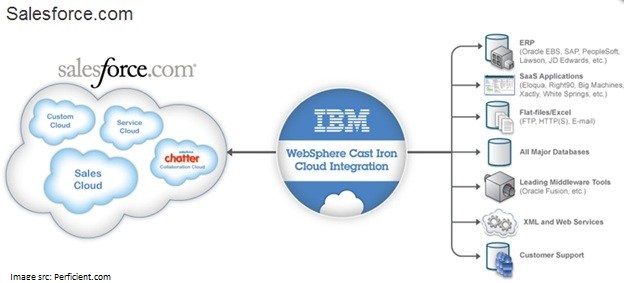 Salesforce.com
salesforce.com
Custom
Cloud
Service
Cloud
salesforce
chatter
Collaboration Cloud
Sales
Cloud
IBM
WebSphere Cast Iron
Cloud Integration
ERP
(Oracle EBS, SAP, PeopleSoft,
Lawson, JD Edwards, etc.)
SaaS Applications
(Eloqua, Right90, Big Machines,
Xactly, White Springs, etc.)
Flat-files/Excel
(FTP, HTTP(S), E-mail)
All Major Databases
Leading Middleware Tools
(Oracle Fusion, etc.)
XML and Web Services
Customer Support
Image src: Perficient.com